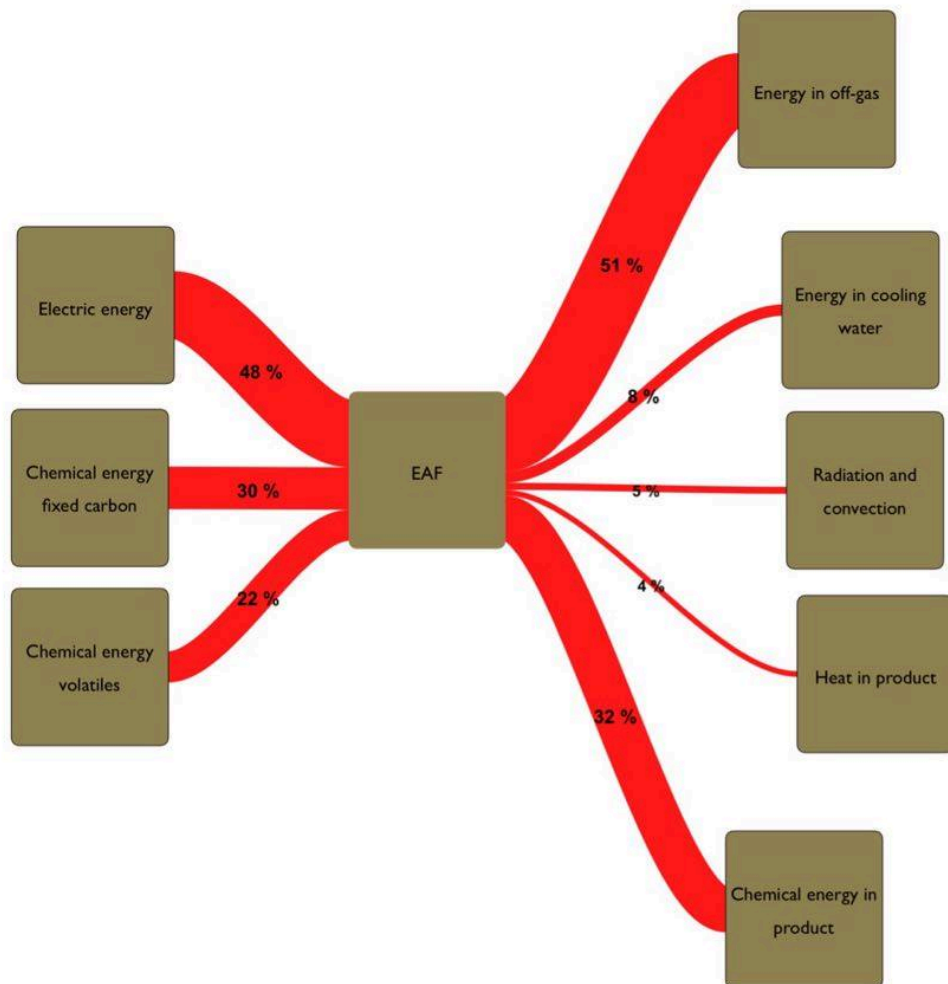 Energy in off-gas
51 %
Electric energy
48 %
Energy in cooling
water
8 %
Chemical energy
fixed carbon
30 %
EAF
Radiation and
convection
5 %
Chemical energy
volatiles
22 %
Heat in product
4 %
32 %
Chemical energy in
product